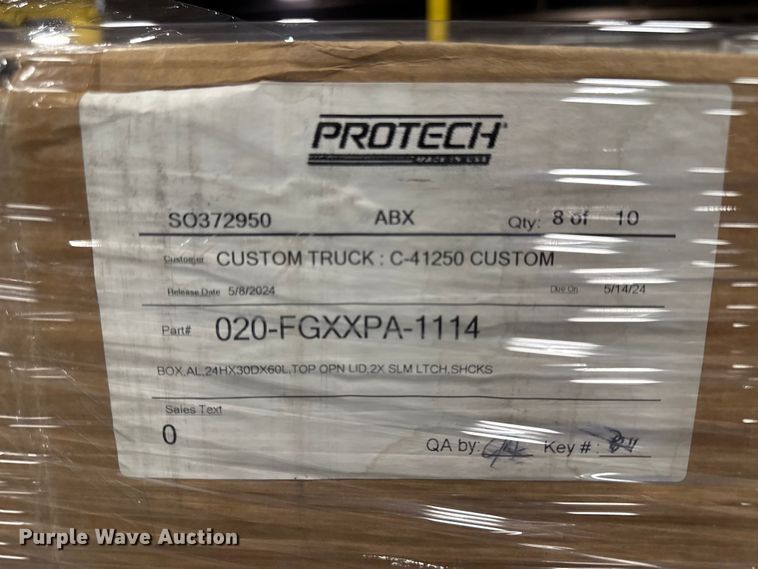 PROTECH
MADE IN USA
SO372950 ABX Qty: 8 of 10
Customer CUSTOM TRUCK : C-41250 CUSTOM
Release Date 5/8/2024 Due On 5/14/24
Part# 020-FGXXPA-1114
BOX,AL,24HX30DX60L,TOP OPN LID,2X SLM LTCH,SHCKS
Sales Text
0
QA by: Key # :
Purple Wave Auction